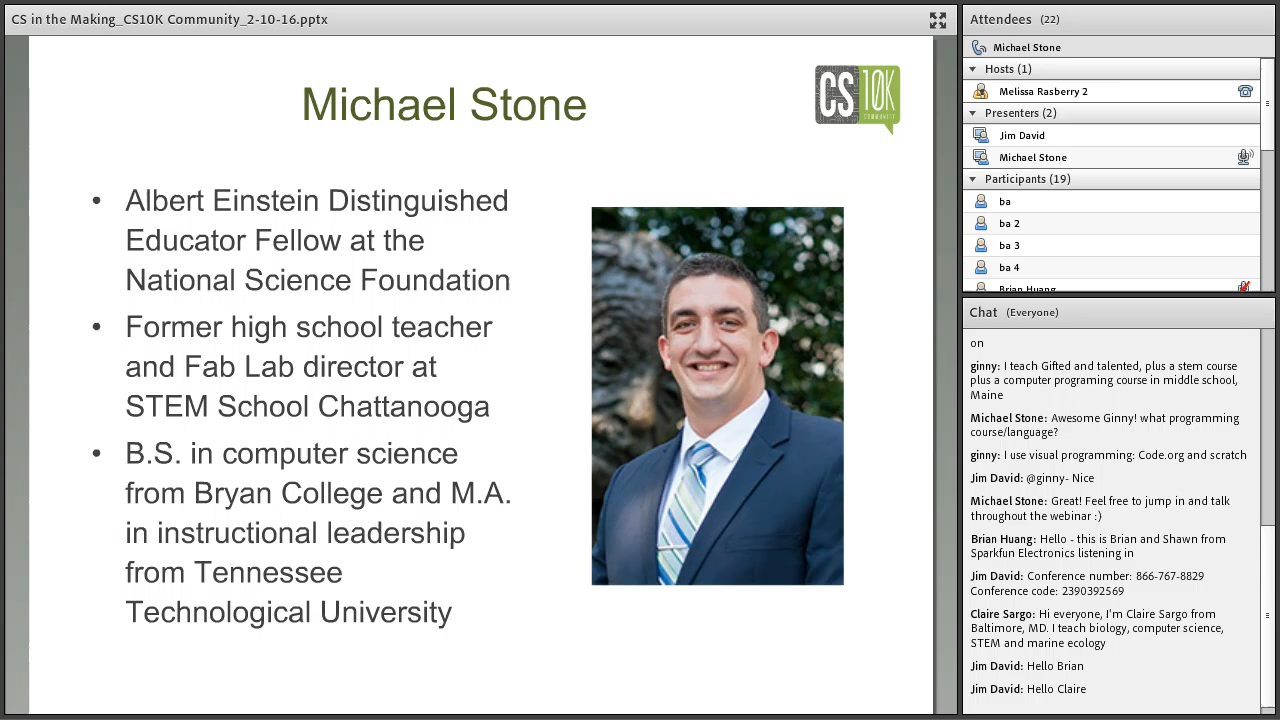 CS in the Making_CS10K Community_2-10-16.pptx
Michael Stone
CS 10K
COMMUNITY
• Albert Einstein Distinguished
Educator Fellow at the
National Science Foundation
• Former high school teacher
and Fab Lab director at
STEM School Chattanooga
• B.S. in computer science
from Bryan College and M.A.
in instructional leadership
from Tennessee
Technological University
Attendees (22)
Michael Stone
Hosts (1)
Melissa Rasberry 2
Presenters (2)
Jim David
Michael Stone
Participants (19)
ba
ba 2
ba 3
ba 4
Brian Huang
Chat (Everyone)
on
ginny: I teach Gifted and talented, plus a stem course
plus a computer programing course in middle school,
Maine
Michael Stone: Awesome Ginny! what programming
course/language?
ginny: I use visual programming: Code.org and scratch
Jim David: @ginny- Nice
Michael Stone: Great! Feel free to jump in and talk
throughout the webinar :)
Brian Huang: Hello - this is Brian and Shawn from
Sparkfun Electronics listening in
Jim David: Conference number: 866-767-8829
Conference code: 2390392569
Claire Sargo: Hi everyone, I'm Claire Sargo from
Baltimore, MD. I teach biology, computer science,
STEM and marine ecology
Jim David: Hello Brian
Jim David: Hello Claire